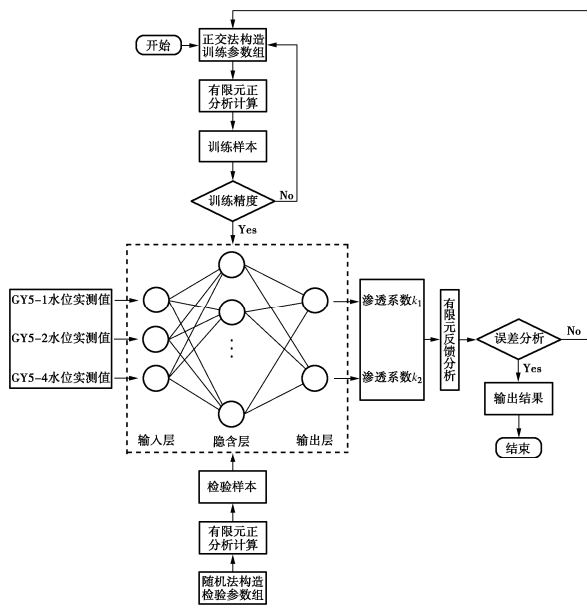 开始
正交法构造
训练参数组
有限元正
分析计算
训练样本
训练精度
No
Yes
GY5-1水位实测值
GY5-2水位实测值
GY5-4水位实测值
输入层
隐含层
输出层
渗透系数k1
渗透系数k2
有限元反馈分析
误差分析
No
Yes
输出结果
结束
检验样本
有限元正
分析计算
随机法构造
检验参数组